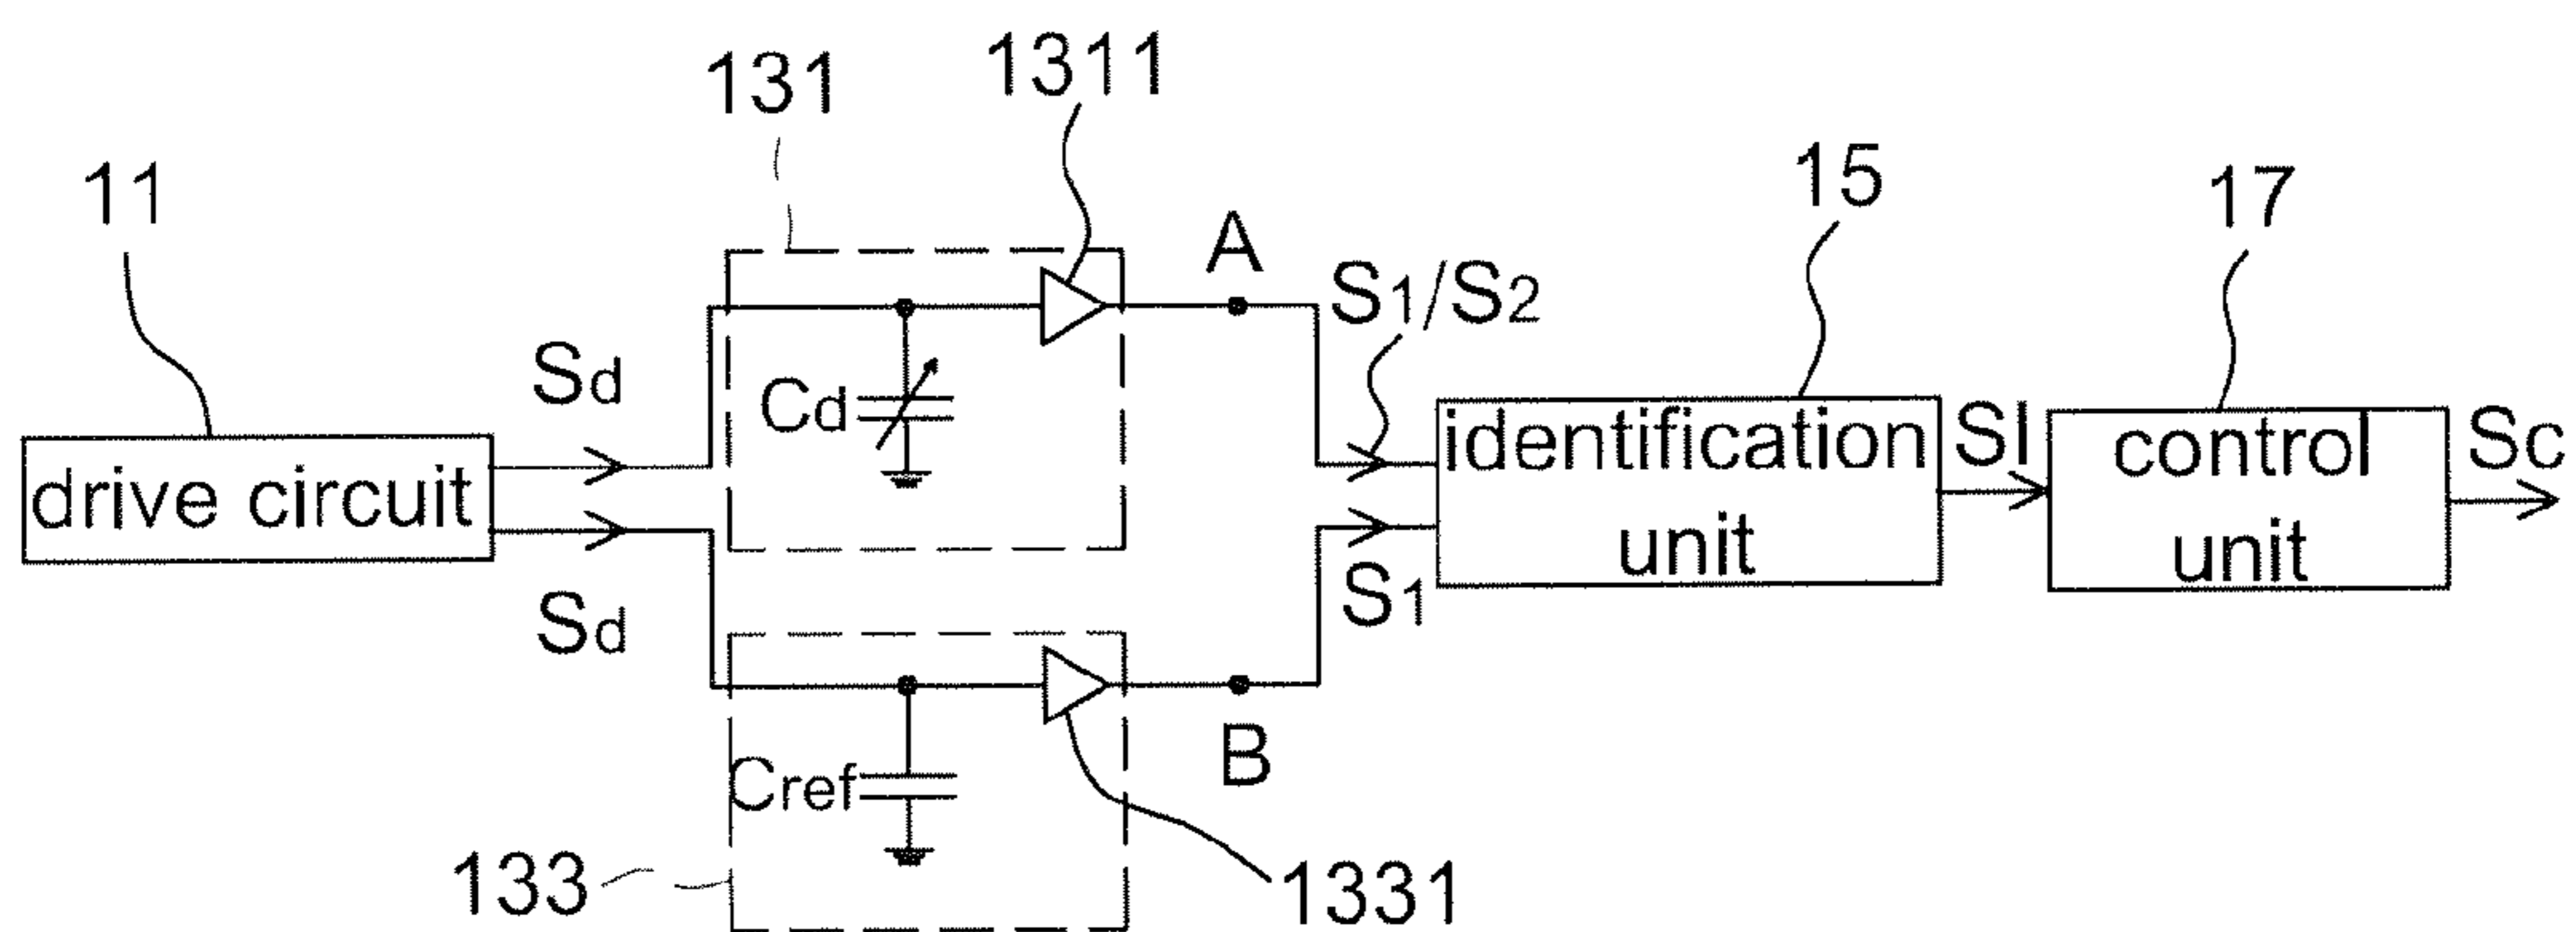 1311
131
15
11
17
A
S1/S2
Sd
Cd
identification
unit
SI
control
unit
Sc
drive circuit
S1
Sd
B
Cref
133
1331